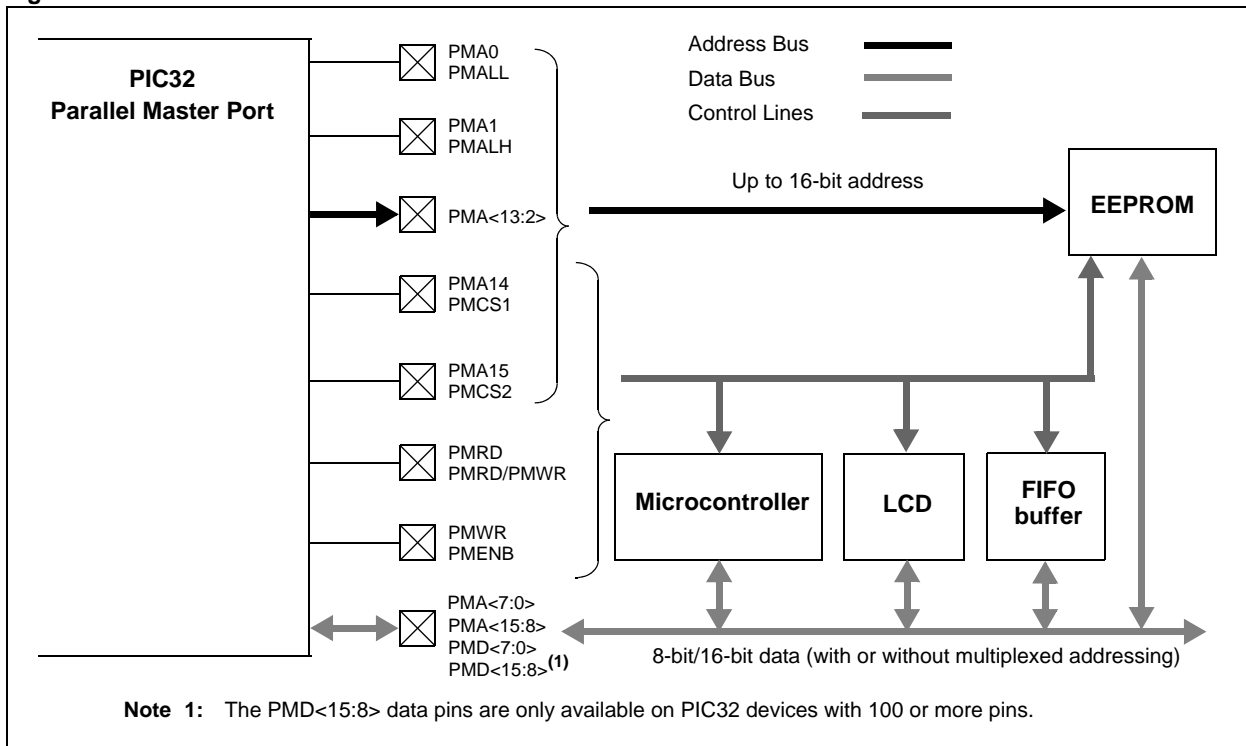 PIC32
Parallel Master Port
PMA0
PMALL
PMA1
PMALH
PMA<13:2>
PMA14
PMCS1
PMA15
PMCS2
PMRD
PMRD/PMWR
PMWR
PMENB
PMA<7:0>
PMA<15:8>
PMD<7:0>
PMD<15:8>(1)
Address Bus
Data Bus
Control Lines
Up to 16-bit address
EEPROM
Microcontroller
LCD
FIFO
buffer
8-bit/16-bit data (with or without multiplexed addressing)
Note 1: The PMD<15:8> data pins are only available on PIC32 devices with 100 or more pins.